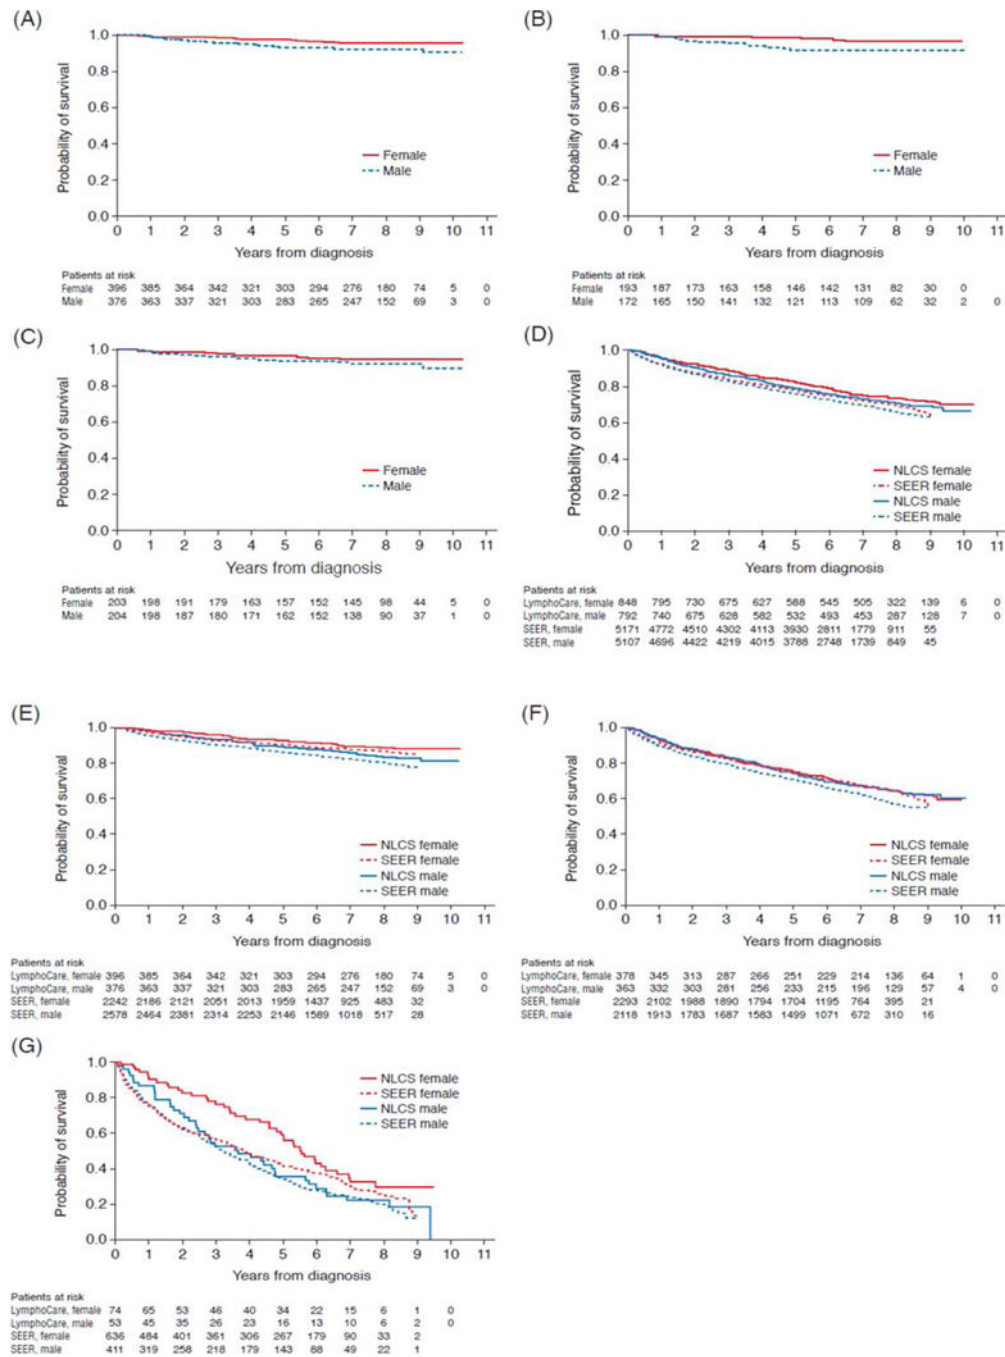 (A)
Probability of survival
1.0
0.8
0.6
0.4
0.2
0.0
Female
Male
0 1 2 3 4 5 6 7 8 9 10 11
Years from diagnosis
Patients at risk
Female 396 385 364 342 321 303 294 276 180 74 5 0
Male 376 363 337 321 303 283 265 247 152 69 3 0
(B)
Probability of survival
1.0
0.8
0.6
0.4
0.2
0.0
Female
Male
0 1 2 3 4 5 6 7 8 9 10 11
Years from diagnosis
Patients at risk
Female 193 187 173 163 158 146 142 131 82 30 0
Male 172 165 150 141 132 121 113 109 62 32 2 0
(C)
Probability of survival
1.0
0.8
0.6
0.4
0.2
0.0
Female
Male
0 1 2 3 4 5 6 7 8 9 10 11
Years from diagnosis
Patients at risk
Female 203 198 191 179 163 157 152 145 98 44 5 0
Male 204 198 187 180 171 162 152 138 90 37 1 0
(D)
Probability of survival
1.0
0.8
0.6
0.4
0.2
0.0
NLCS female
SEER female
NLCS male
SEER male
0 1 2 3 4 5 6 7 8 9 10 11
Years from diagnosis
Patients at risk
LymphoCare, female 848 795 730 675 627 588 545 505 322 139 6 0
LymphoCare, male 792 740 675 628 582 532 493 453 287 128 7 0
SEER, female 5171 4772 4510 4302 4113 3930 2811 1779 911 55
SEER, male 5107 4696 4422 4219 4015 3788 2748 1739 849 45
(E)
Probability of survival
1.0
0.8
0.6
0.4
0.2
0.0
NLCS female
SEER female
NLCS male
SEER male
0 1 2 3 4 5 6 7 8 9 10 11
Years from diagnosis
Patients at risk
LymphoCare, female 396 385 364 342 321 303 294 276 180 74 5 0
LymphoCare, male 376 363 337 321 303 283 265 247 152 69 3 0
SEER, female 2242 2186 2121 2051 2013 1959 1437 925 483 32
SEER, male 2578 2464 2381 2314 2253 2146 1589 1018 517 28
(F)
Probability of survival
1.0
0.8
0.6
0.4
0.2
0.0
NLCS female
SEER female
NLCS male
SEER male
0 1 2 3 4 5 6 7 8 9 10 11
Years from diagnosis
Patients at risk
LymphoCare, female 378 345 313 287 266 251 229 214 136 64 1 0
LymphoCare, male 363 332 303 281 256 233 215 196 129 57 4 0
SEER, female 2293 2102 1988 1890 1794 1704 1195 764 395 21
SEER, male 2118 1913 1783 1687 1583 1499 1071 672 310 16
(G)
Probability of survival
1.0
0.8
0.6
0.4
0.2
0.0
NLCS female
SEER female
NLCS male
SEER male
0 1 2 3 4 5 6 7 8 9 10 11
Years from diagnosis
Patients at risk
LymphoCare, female 74 65 53 46 40 34 22 15 6 1 0
LymphoCare, male 53 45 35 26 23 16 13 10 6 2 0
SEER, female 636 484 401 361 306 267 179 90 33 2
SEER, male 411 319 258 218 179 143 88 49 22 1